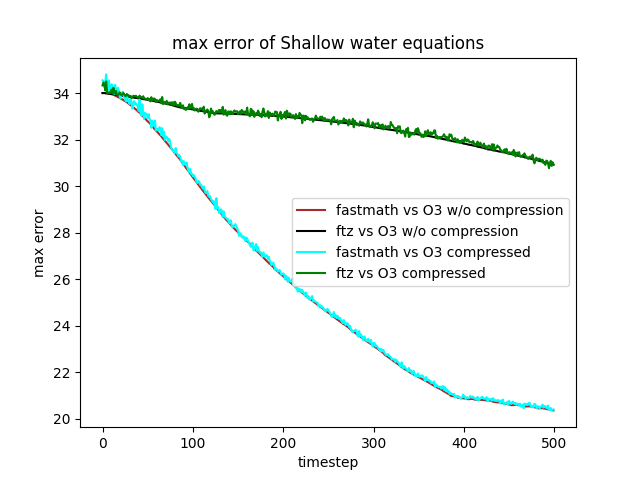 max error of Shallow water equations
max error
34
32
30
28
26
24
22
20
fastmath vs O3 w/o compression
ftz vs O3 w/o compression
fastmath vs O3 compressed
ftz vs O3 compressed
0 100 200 300 400 500
timestep